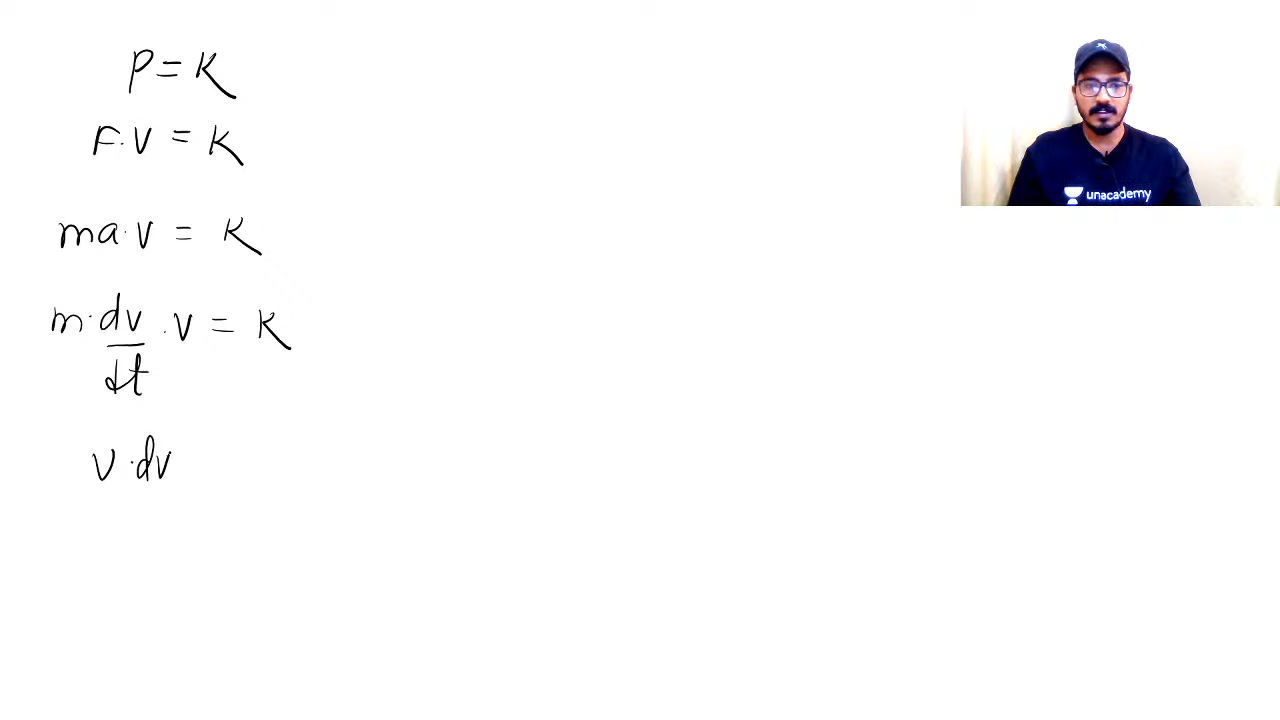 P = K
F.V = K
ma.v = K
m.dv/dt .v = K
v.dv
unacademy